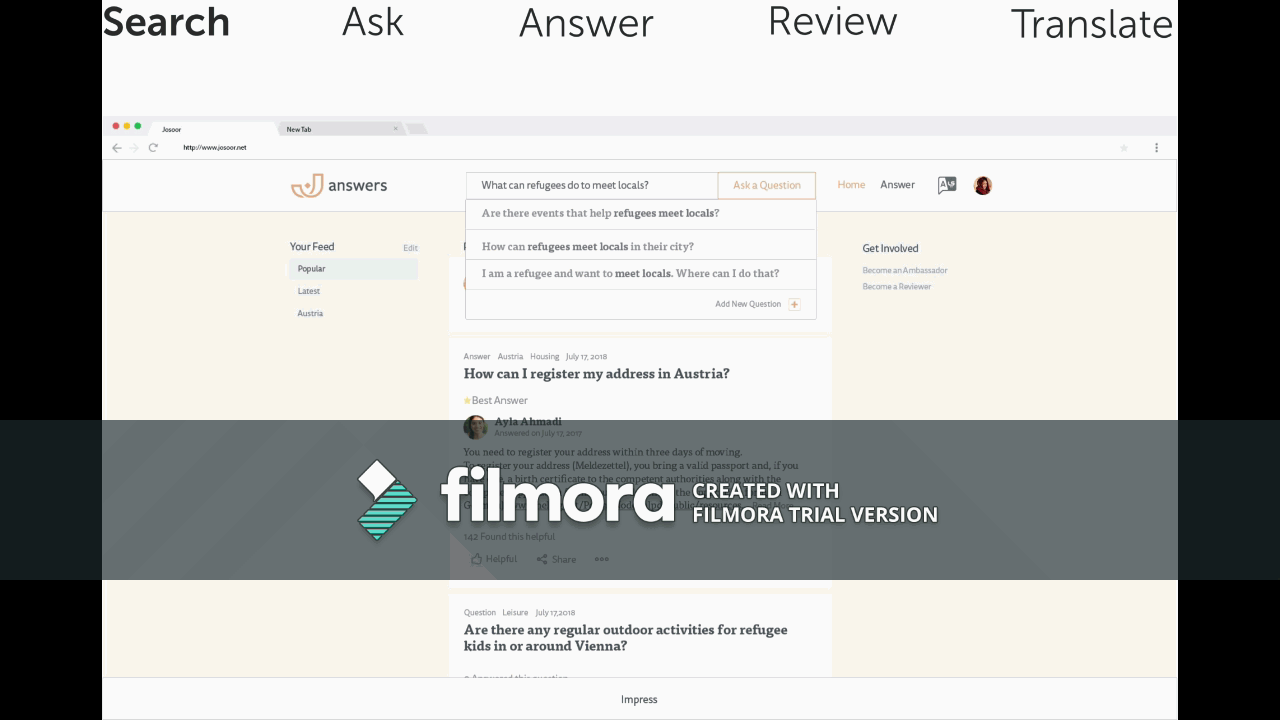 Search Ask Answer Review Translate
Josoor New Tab ×
http://www.josoor.net
answers What can refugees do to meet locals? Ask a Question Home Answer
Are there events that help refugees meet locals?
Your Feed Edit How can refugees meet locals in their city? Get Involved
Popular I am a refugee and want to meet locals. Where can I do that? Become an Ambassador
Latest Become a Reviewer
Add New Question +
Austria
Answer Austria Housing July 17, 2018
How can I register my address in Austria?
Best Answer
Ayla Ahmadi
Answered on July 17, 2017
You need to register your address within three days of moving.
register your address (Meldezettel), you bring a valid passport and, if you
a birth certificate to the competent authorities along with the
filmora CREATED WITH
FILMORA TRIAL VERSION
142 Found this helpful
Helpful Share
Question Leisure July 17,2018
Are there any regular outdoor activities for refugee
kids in or around Vienna?
Answered this question
Impress